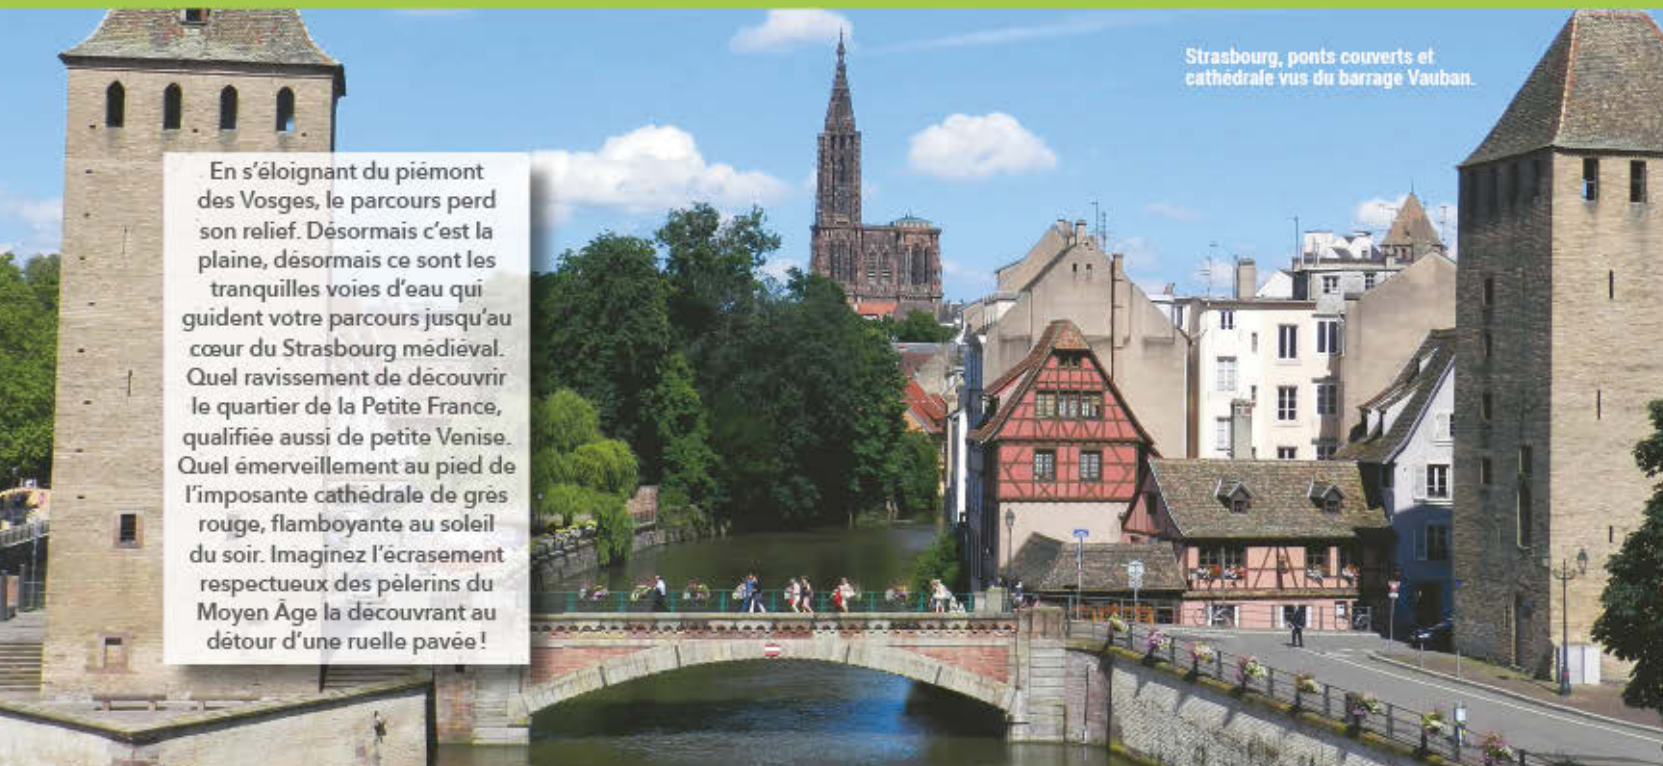 Strasbourg, ponts couverts et
cathédrale vus du barrage Vauban.
En s'éloignant du piémont
des Vosges, le parcours perd
son relief. Désormais c'est la
plaine, désormais ce sont les
tranquilles voies d'eau qui
guident votre parcours jusqu'au
cœur du Strasbourg médiéval.
Quel ravissement de découvrir
le quartier de la Petite France,
qualifiée aussi de petite Venise.
Quel émerveillement au pied de
l'imposante cathédrale de grès
rouge, flamboyante au soleil
du soir. Imaginez l'écrasement
respectueux des pèlerins du
Moyen Âge la découvrant au
détour d'une ruelle pavée !